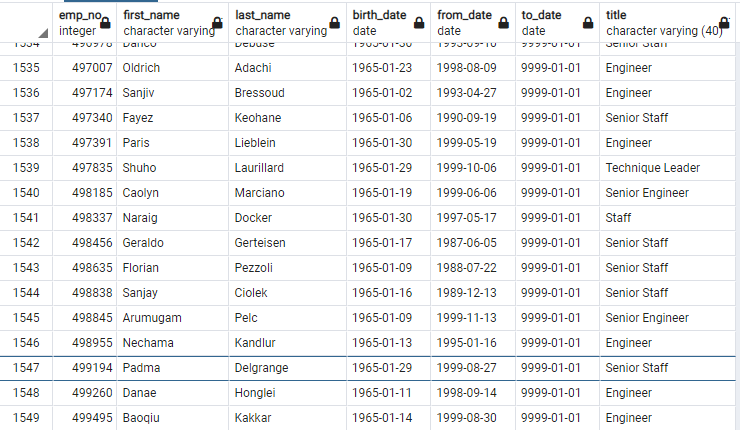 emp_no first_name last_name birth_date from_date to_date title
integer character varying character varying date date date character varying (40)
1534 496978 Danco Debuse 1965-01-30 1995-09-10 9999-01-01 Senior Staff
1535 497007 Oldrich Adachi 1965-01-23 1998-08-09 9999-01-01 Engineer
1536 497174 Sanjiv Bressoud 1965-01-02 1993-04-27 9999-01-01 Engineer
1537 497340 Fayez Keohane 1965-01-06 1990-09-19 9999-01-01 Senior Staff
1538 497391 Paris Lieblein 1965-01-30 1999-05-19 9999-01-01 Engineer
1539 497835 Shuho Laurillard 1965-01-29 1999-10-06 9999-01-01 Technique Leader
1540 498185 Caolyn Marciano 1965-01-19 1999-06-06 9999-01-01 Senior Engineer
1541 498337 Naraig Docker 1965-01-30 1997-05-17 9999-01-01 Staff
1542 498456 Geraldo Gerteisen 1965-01-17 1987-06-05 9999-01-01 Senior Staff
1543 498635 Florian Pezzoli 1965-01-09 1988-07-22 9999-01-01 Senior Staff
1544 498838 Sanjay Ciolek 1965-01-16 1989-12-13 9999-01-01 Senior Staff
1545 498845 Arumugam Pelc 1965-01-09 1999-11-13 9999-01-01 Senior Engineer
1546 498955 Nechama Kandlur 1965-01-13 1995-01-16 9999-01-01 Engineer
1547 499194 Padma Delgrange 1965-01-29 1999-08-27 9999-01-01 Senior Staff
1548 499260 Danae Honglei 1965-01-11 1998-09-14 9999-01-01 Engineer
1549 499495 Baoqiu Kakkar 1965-01-14 1999-08-30 9999-01-01 Engineer